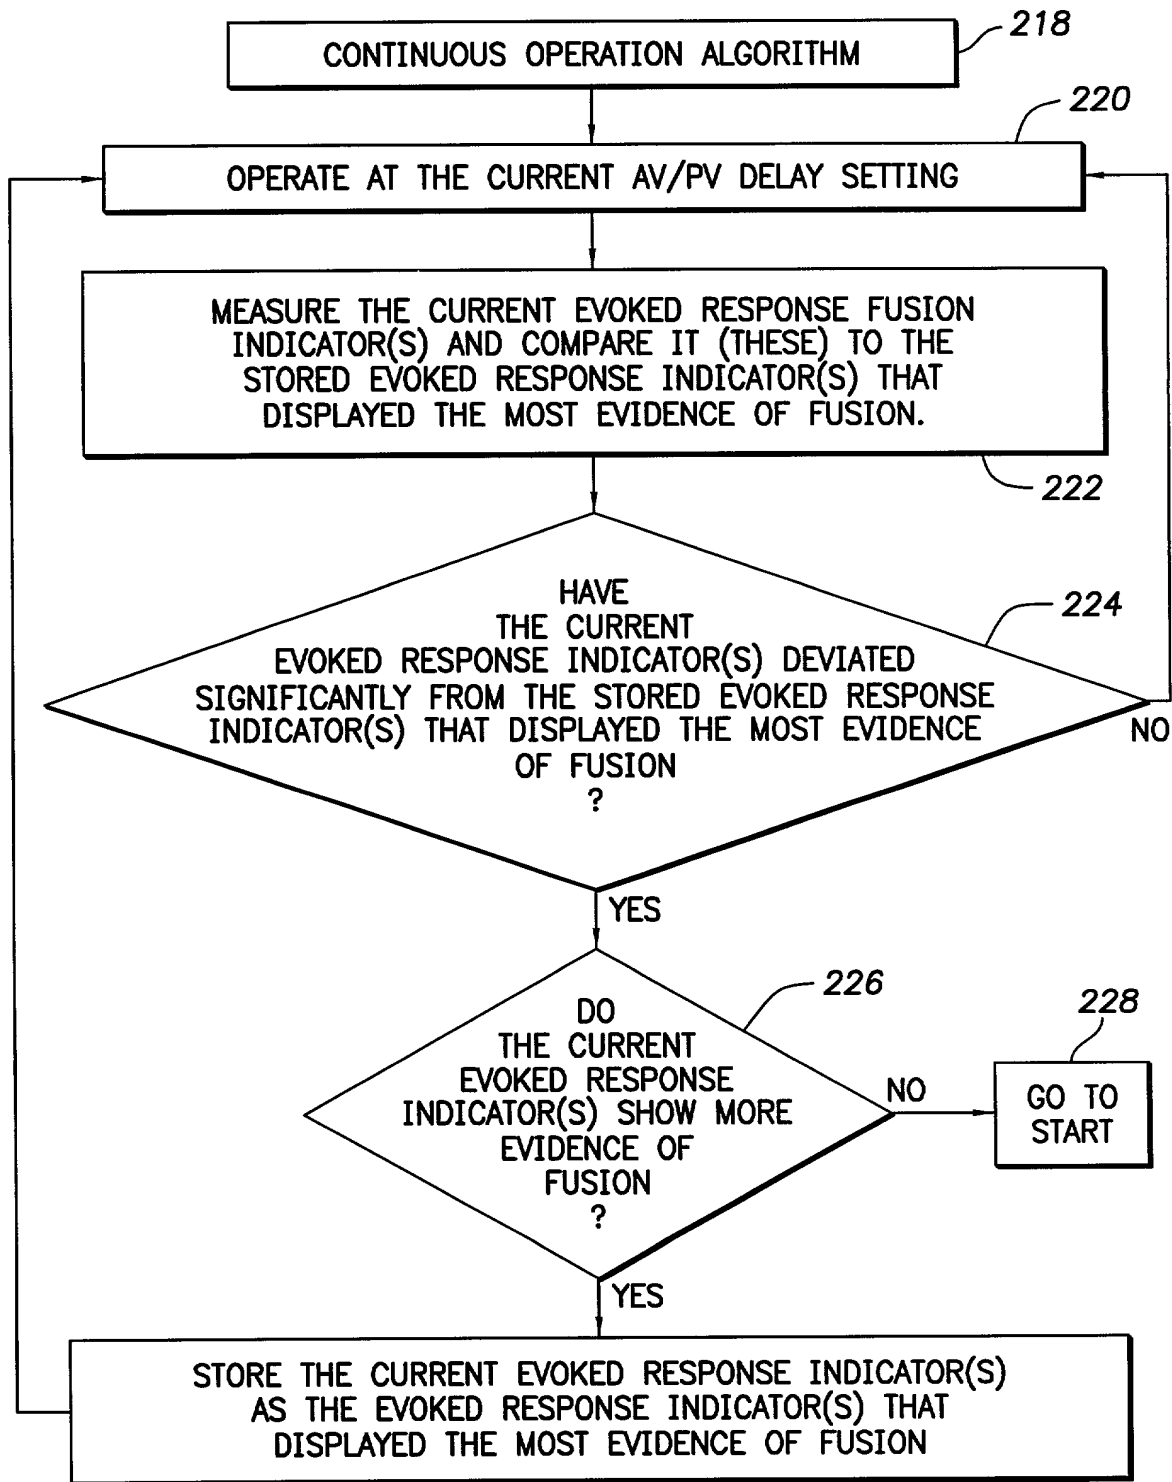 218
CONTINUOUS OPERATION ALGORITHM
220
OPERATE AT THE CURRENT AV/PV DELAY SETTING
MEASURE THE CURRENT EVOKED RESPONSE FUSION
INDICATOR(S) AND COMPARE IT (THESE) TO THE
STORED EVOKED RESPONSE INDICATOR(S) THAT
DISPLAYED THE MOST EVIDENCE OF FUSION.
222
HAVE
THE CURRENT
EVOKED RESPONSE INDICATOR(S) DEVIATED
SIGNIFICANTLY FROM THE STORED EVOKED RESPONSE
INDICATOR(S) THAT DISPLAYED THE MOST EVIDENCE
OF FUSION
?
224
NO
YES
DO
THE CURRENT
EVOKED RESPONSE
INDICATOR(S) SHOW MORE
EVIDENCE OF
FUSION
?
226
NO
228
GO TO
START
YES
STORE THE CURRENT EVOKED RESPONSE INDICATOR(S)
AS THE EVOKED RESPONSE INDICATOR(S) THAT
DISPLAYED THE MOST EVIDENCE OF FUSION